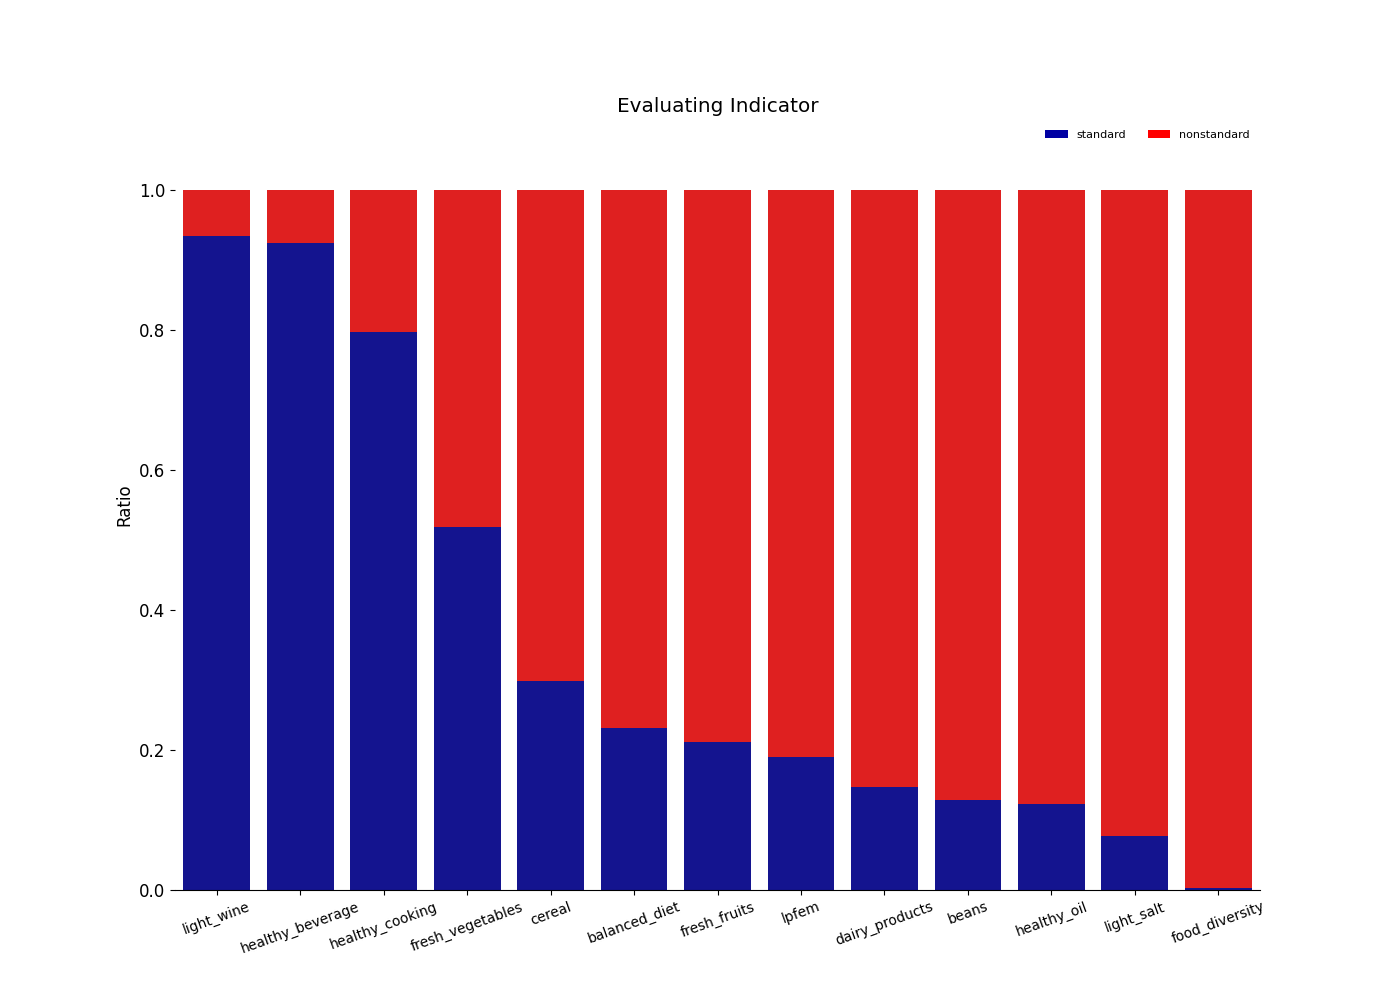 Evaluating Indicator
standard
nonstandard
1.0
0.8
0.6
0.4
0.2
0.0
Ratio
light_wine
healthy_beverage
healthy_cooking
fresh_vegetables
cereal
balanced_diet
fresh_fruits
lpfem
dairy_products
beans
healthy_oil
light_salt
food_diversity